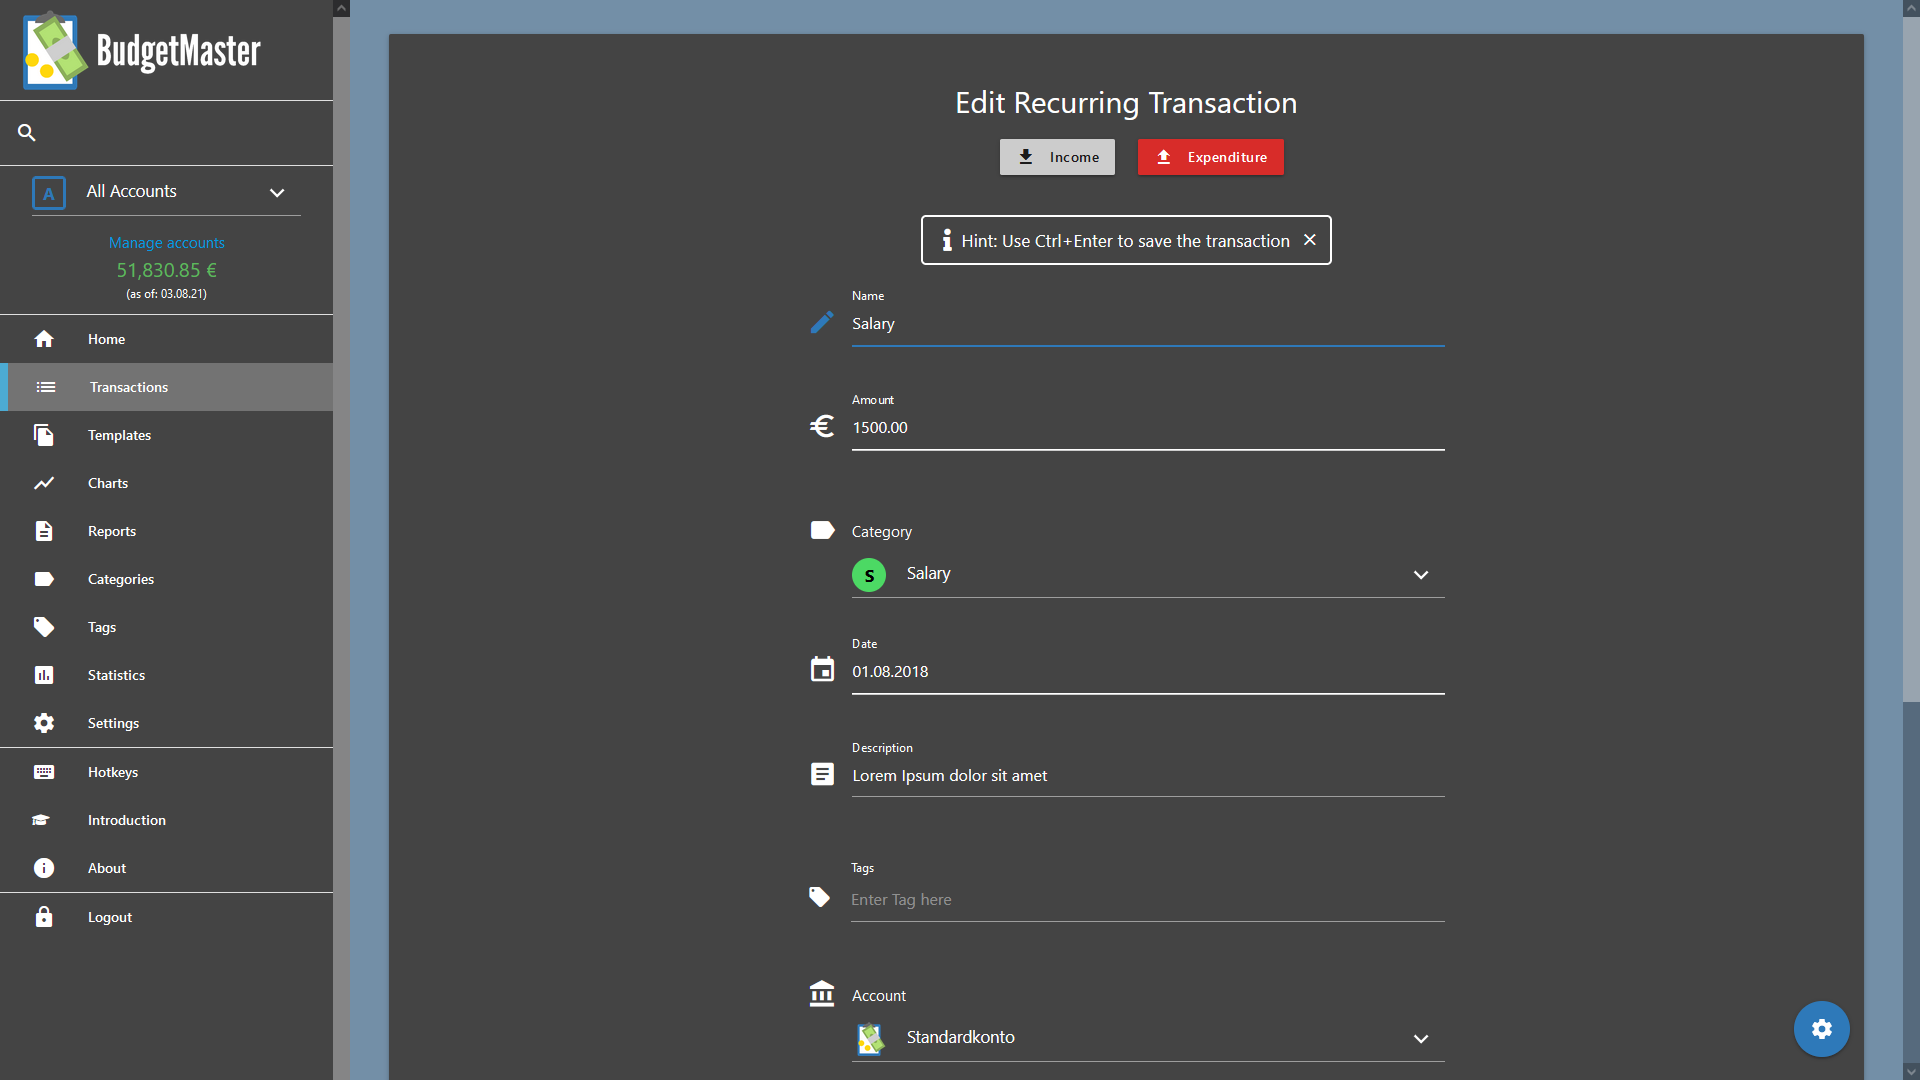 BudgetMaster
A All Accounts
Manage accounts
51,830.85 €
(as of: 03.08.21)
Home
Transactions
Templates
Charts
Reports
Categories
Tags
Statistics
Settings
Hotkeys
Introduction
About
Logout
Edit Recurring Transaction
Income Expenditure
Hint: Use Ctrl+Enter to save the transaction
Name
Salary
Amount
€ 1500.00
Category
S Salary
Date
01.08.2018
Description
Lorem Ipsum dolor sit amet
Tags
Enter Tag here
Account
Standardkonto